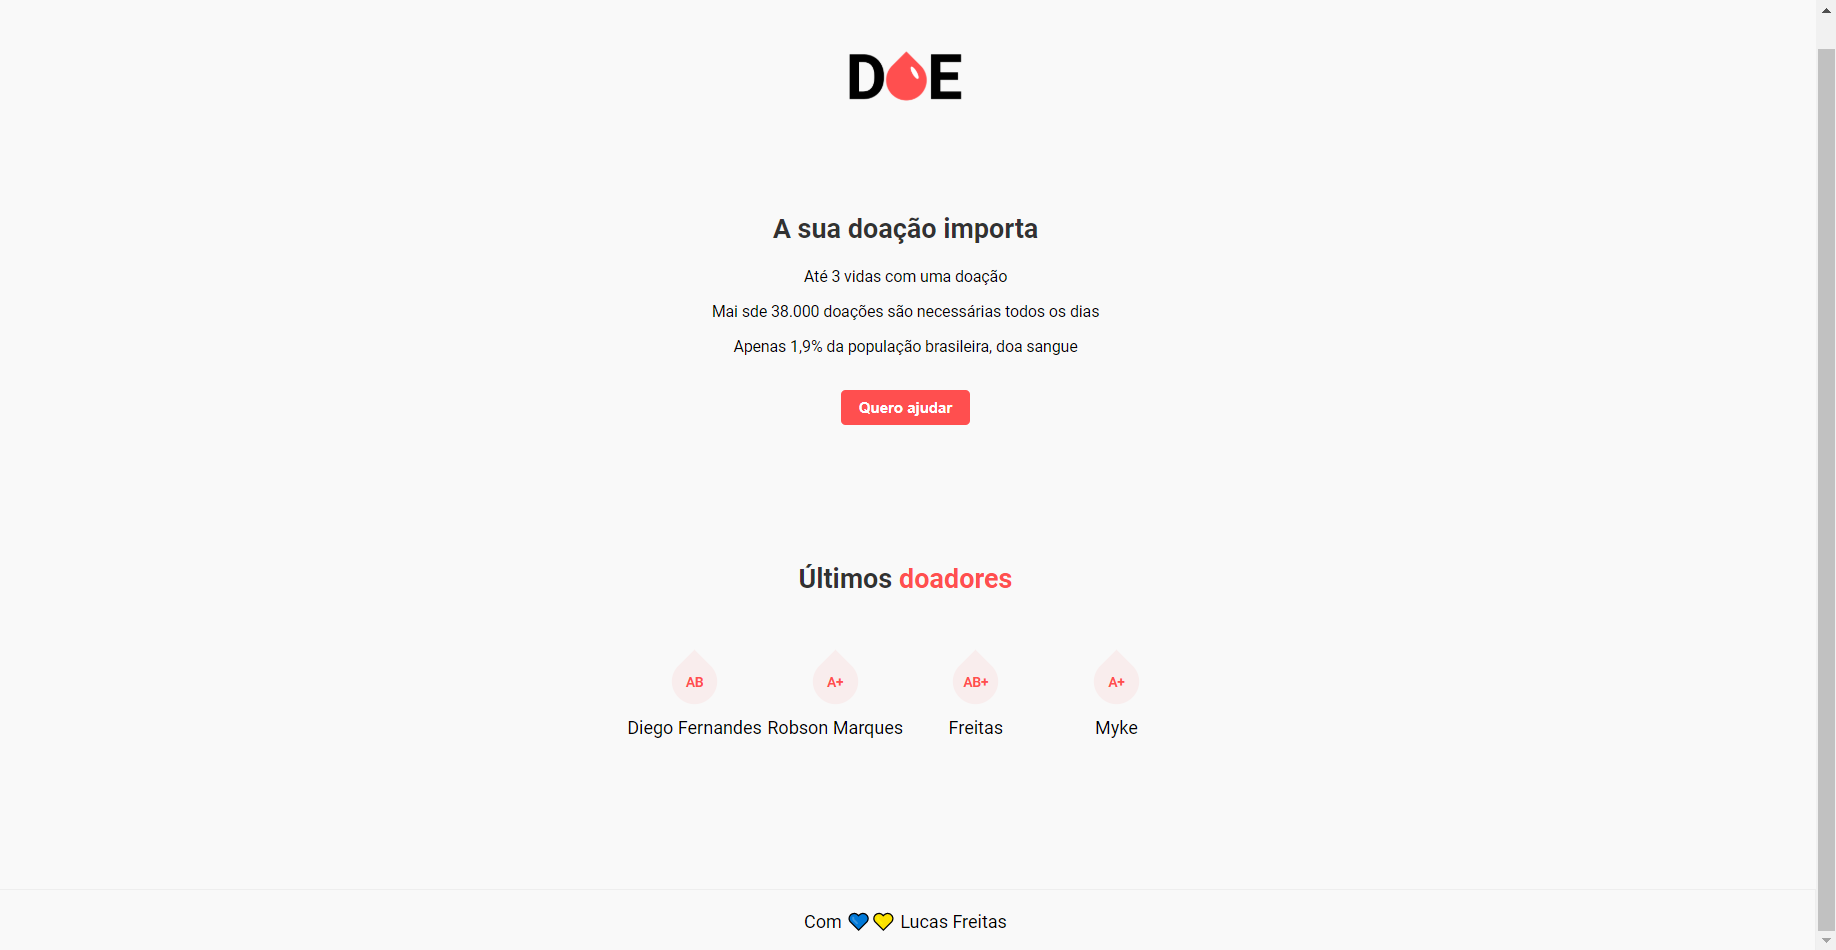 DOE
A sua doação importa
Até 3 vidas com uma doação
Mai sde 38.000 doações são necessárias todos os dias
Apenas 1,9% da população brasileira, doa sangue
Quero ajudar
Últimos doadores
AB A+ AB+ A+
Diego Fernandes Robson Marques Freitas Myke
Com 💙💛 Lucas Freitas